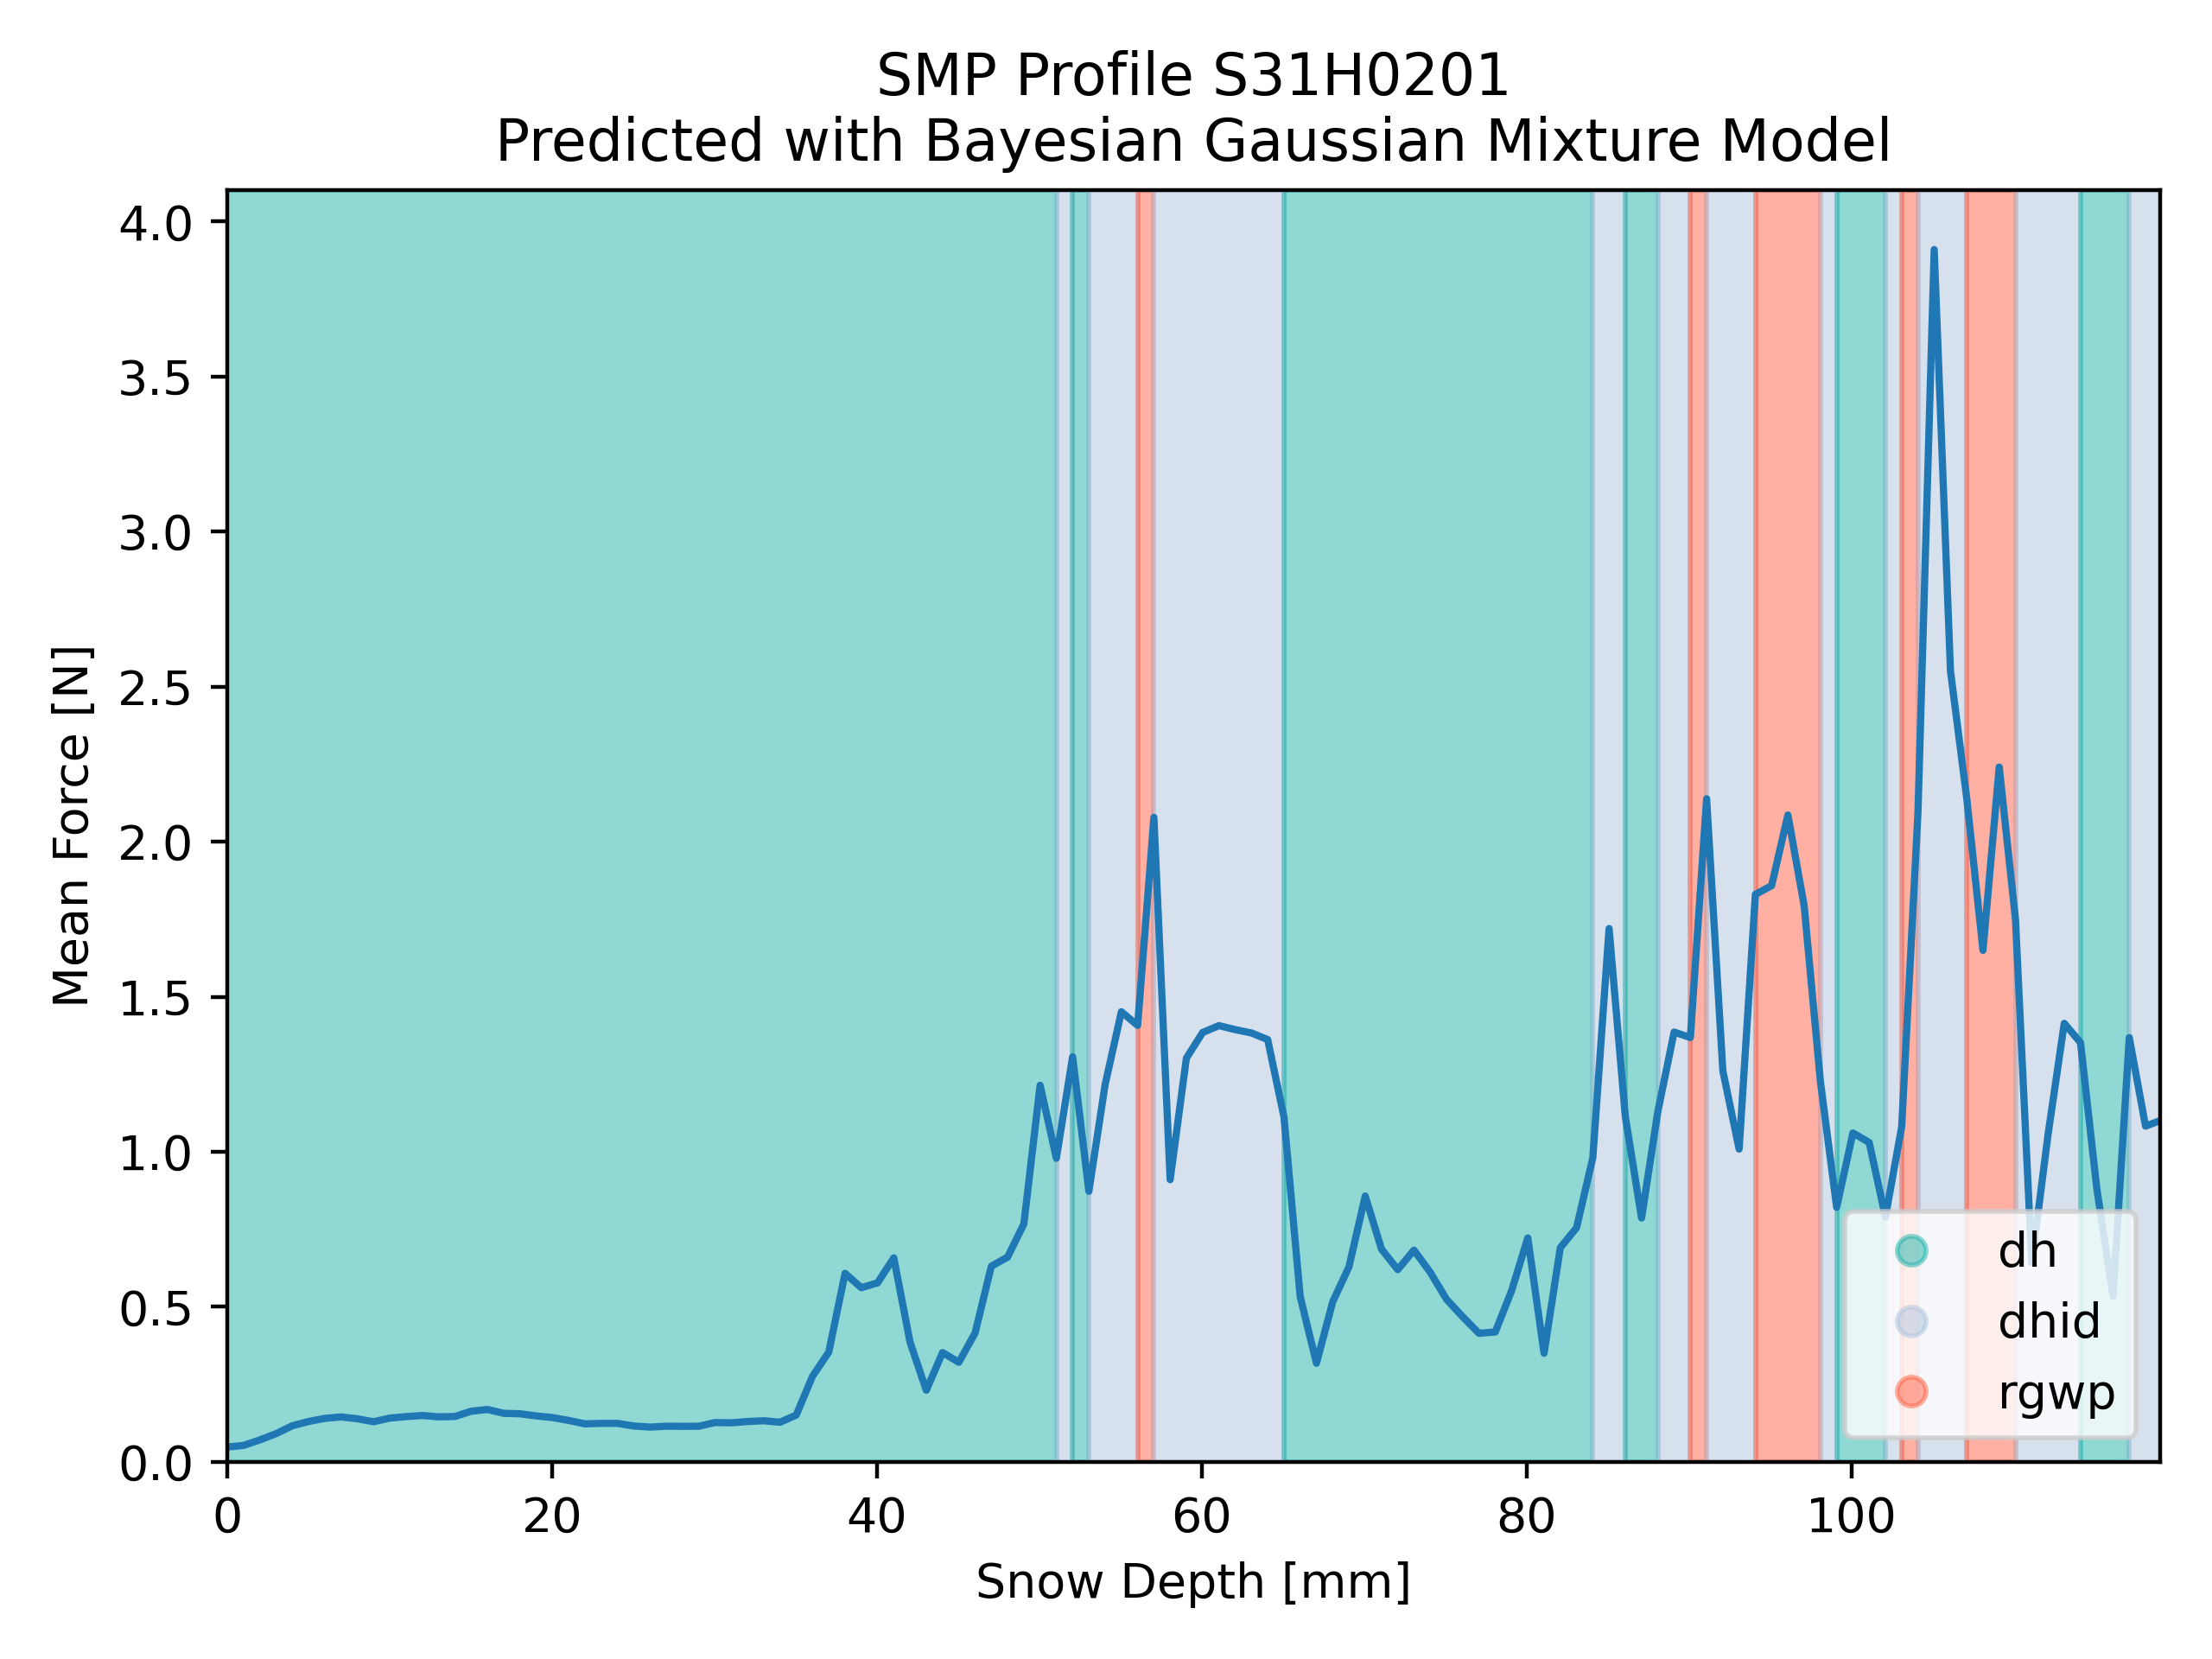 SMP Profile S31H0201
Predicted with Bayesian Gaussian Mixture Model
4.0
3.5
3.0
2.5
2.0
1.5
1.0
0.5
0.0
Mean Force [N]
0 20 40 60 80 100
Snow Depth [mm]
dh
dhid
rgwp